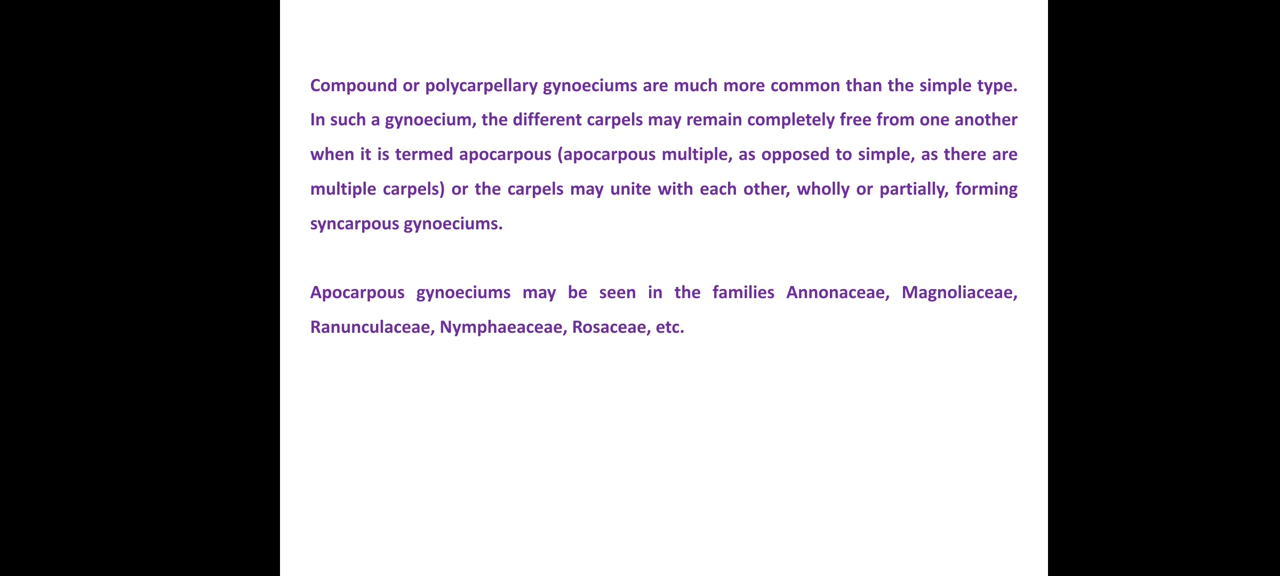 Compound or polycarpellary gynoeciums are much more common than the simple type.
In such a gynoecium, the different carpels may remain completely free from one another
when it is termed apocarpous (apocarpous multiple, as opposed to simple, as there are
multiple carpels) or the carpels may unite with each other, wholly or partially, forming
syncarpous gynoeciums.
Apocarpous gynoeciums may be seen in the families Annonaceae, Magnoliaceae,
Ranunculaceae, Nymphaeaceae, Rosaceae, etc.